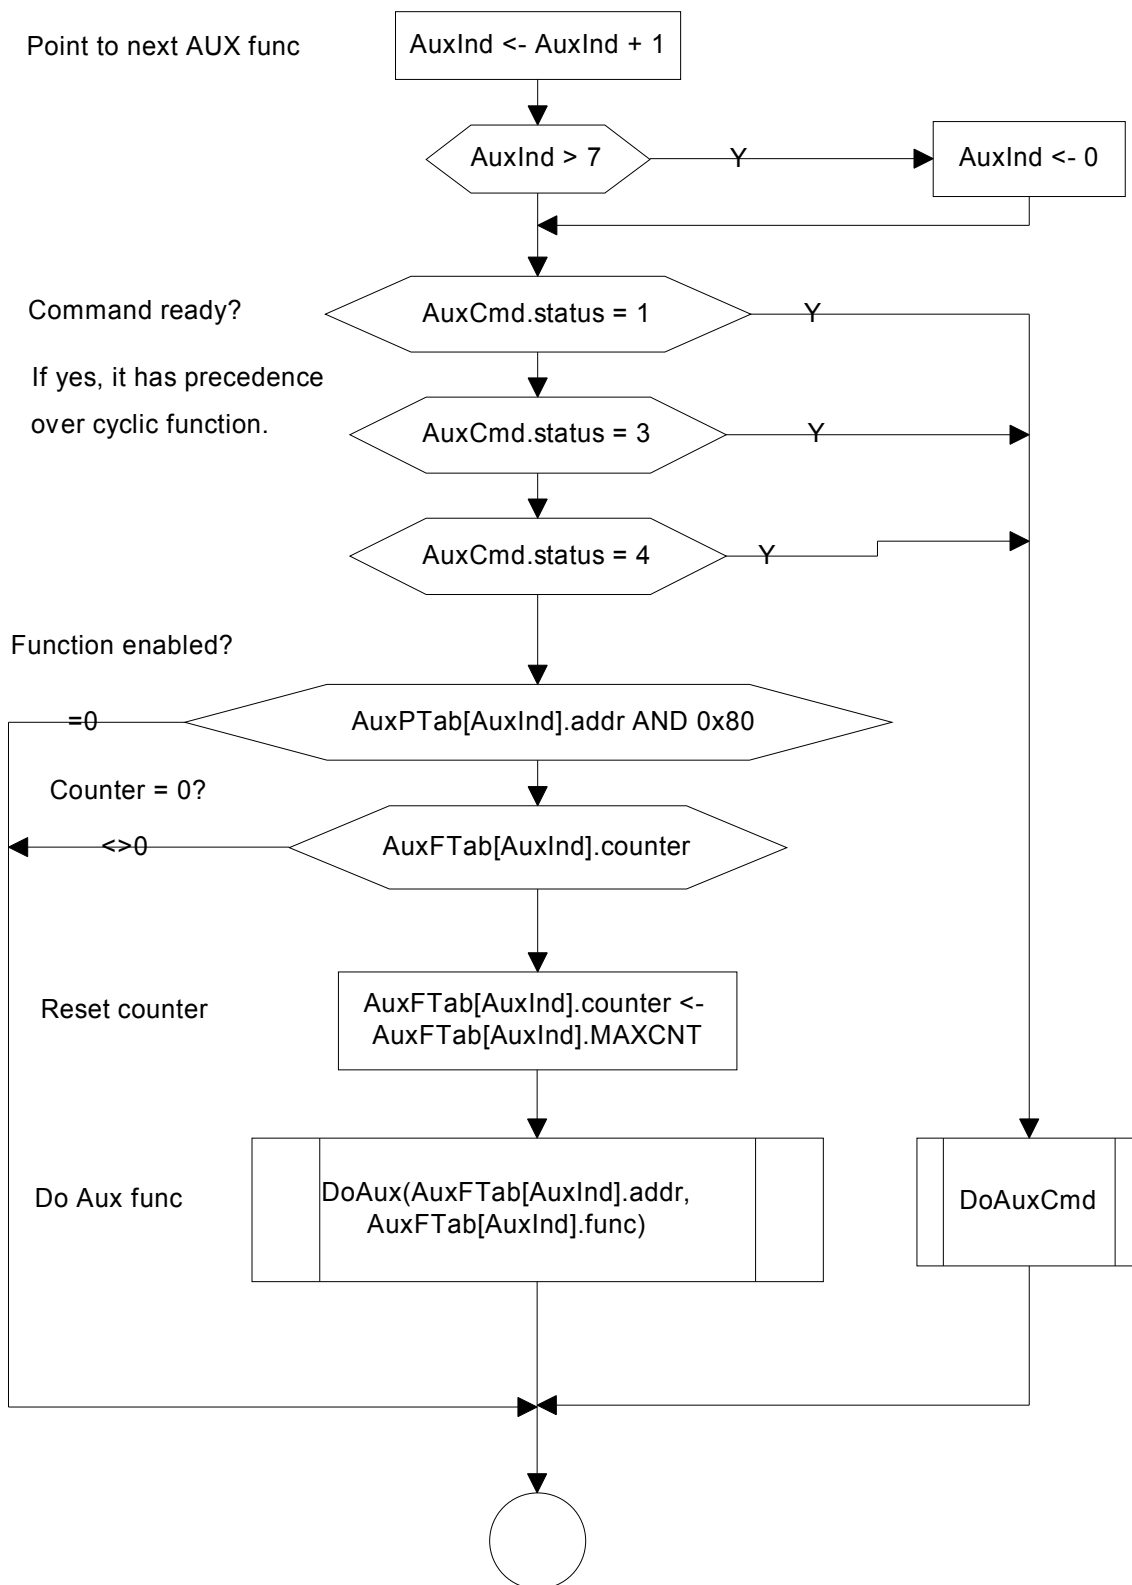 Point to next AUX func
AuxInd <- AuxInd + 1
AuxInd > 7
Y
AuxInd <- 0
Command ready?
AuxCmd.status = 1
Y
If yes, it has precedence
over cyclic function.
AuxCmd.status = 3
Y
AuxCmd.status = 4
Y
Function enabled?
=0
AuxPTab[AuxInd].addr AND 0x80
Counter = 0?
<>0
AuxFTab[AuxInd].counter
Reset counter
AuxFTab[AuxInd].counter <-
AuxFTab[AuxInd].MAXCNT
Do Aux func
DoAux(AuxFTab[AuxInd].addr,
AuxFTab[AuxInd].func)
DoAuxCmd